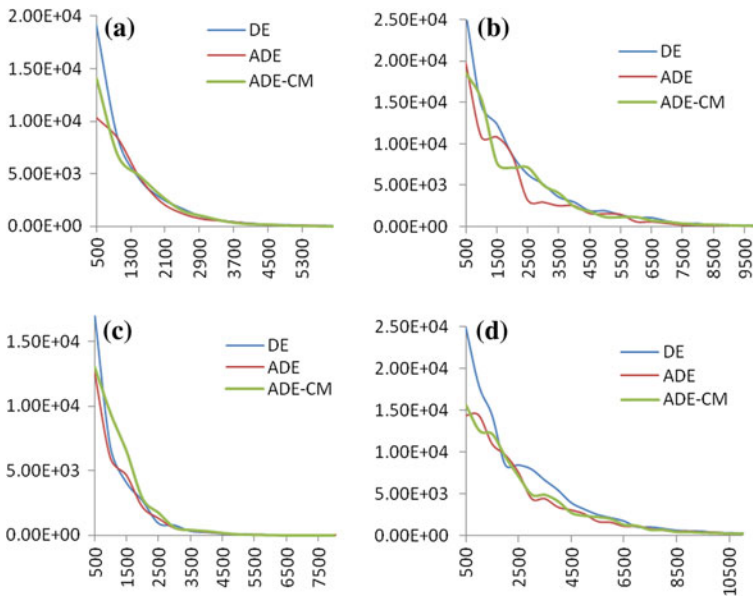 (a)
2.00E+04
1.50E+04
1.00E+04
5.00E+03
0.00E+00
DE
ADE
ADE-CM
500
1300
2100
2900
3700
4500
5300
(b)
2.50E+04
2.00E+04
1.50E+04
1.00E+04
5.00E+03
0.00E+00
DE
ADE
ADE-CM
500
1500
2500
3500
4500
5500
6500
7500
8500
9500
(c)
1.50E+04
1.00E+04
5.00E+03
0.00E+00
DE
ADE
ADE-CM
500
1500
2500
3500
4500
5500
6500
7500
(d)
2.50E+04
2.00E+04
1.50E+04
1.00E+04
5.00E+03
0.00E+00
DE
ADE
ADE-CM
500
2500
4500
6500
8500
10500